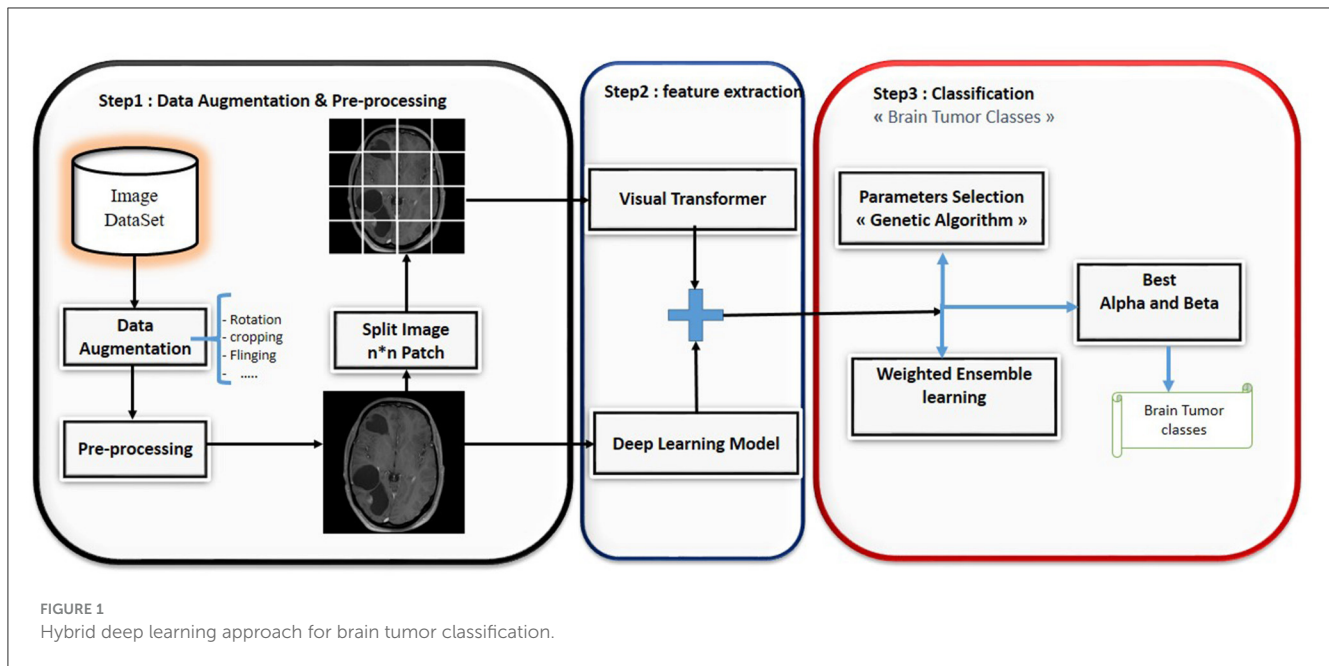 Step1 : Data Augmentation & Pre-processing
Image
DataSet
Data
Augmentation
- Rotation
- cropping
- Flinging
- .....
Pre-processing
Split Image
n*n Patch
Step2 : feature extraction
Visual Transformer
Deep Learning Model
Step3 : Classification
« Brain Tumor Classes »
Parameters Selection
« Genetic Algorithm »
Weighted Ensemble
learning
Best
Alpha and Beta
Brain Tumor
classes
FIGURE 1
Hybrid deep learning approach for brain tumor classification.